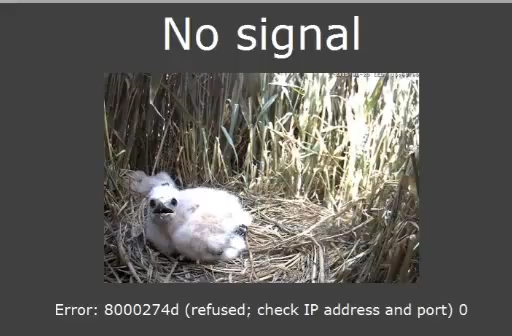 No signal
Error: 8000274d (refused; check IP address and port) 0